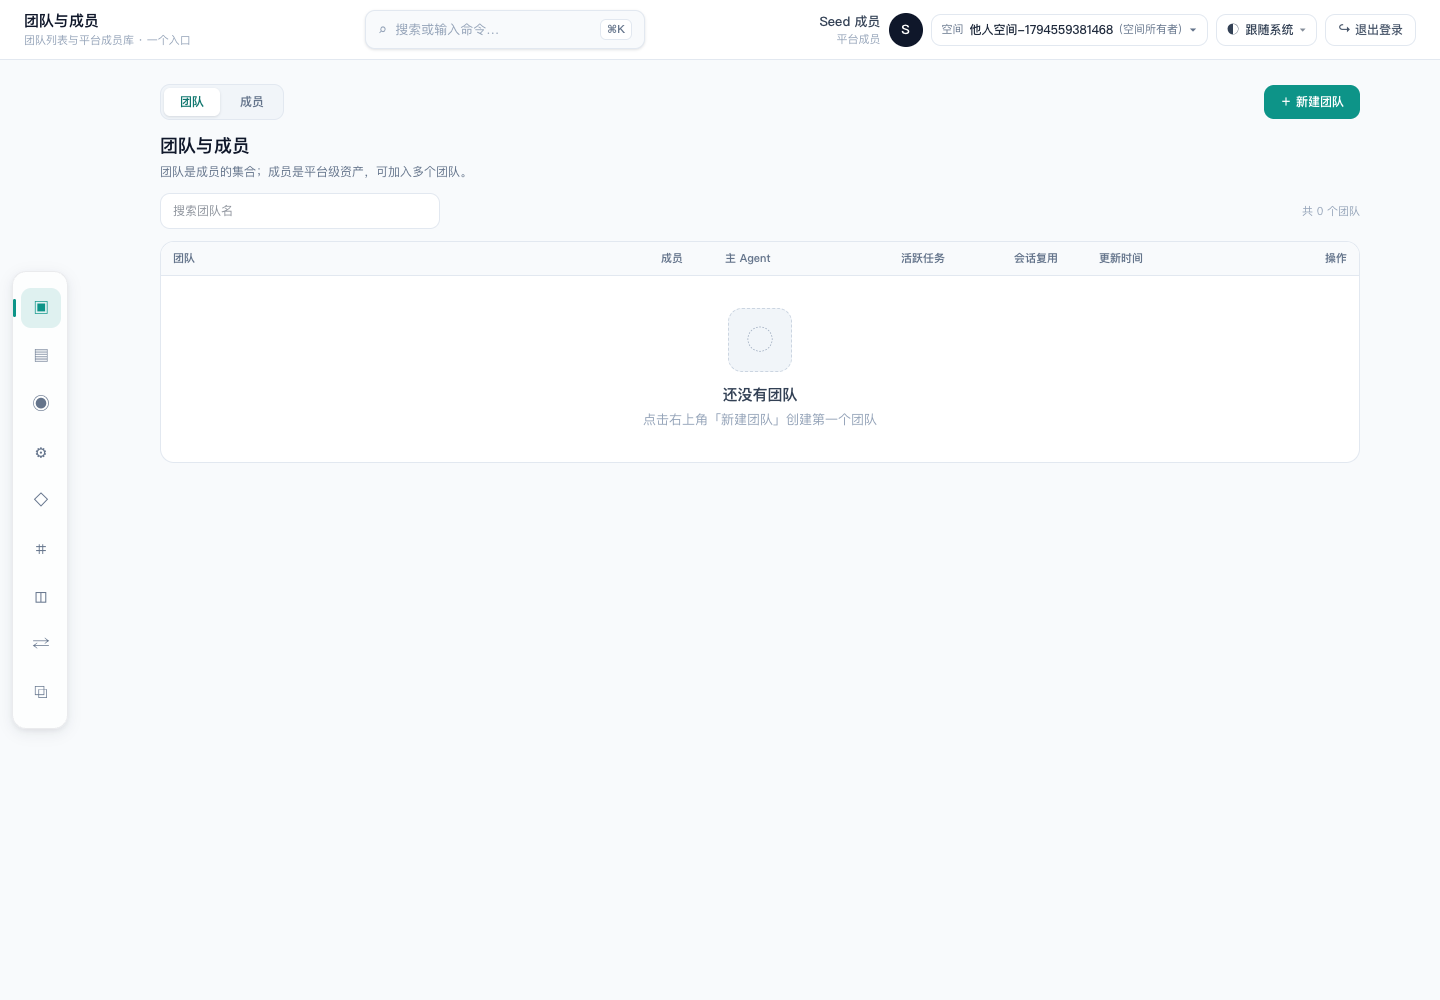 团队与成员
团队列表与平台成员库 · 一个入口
搜索或输入命令…
⌘K
Seed 成员
平台成员
S
空间 他人空间-1794559381468 (空间所有者)
跟随系统
退出登录
团队
成员
+ 新建团队
团队与成员
团队是成员的集合；成员是平台级资产，可加入多个团队。
搜索团队名
共 0 个团队
团队 成员 主 Agent 活跃任务 会话复用 更新时间 操作
还没有团队
点击右上角「新建团队」创建第一个团队